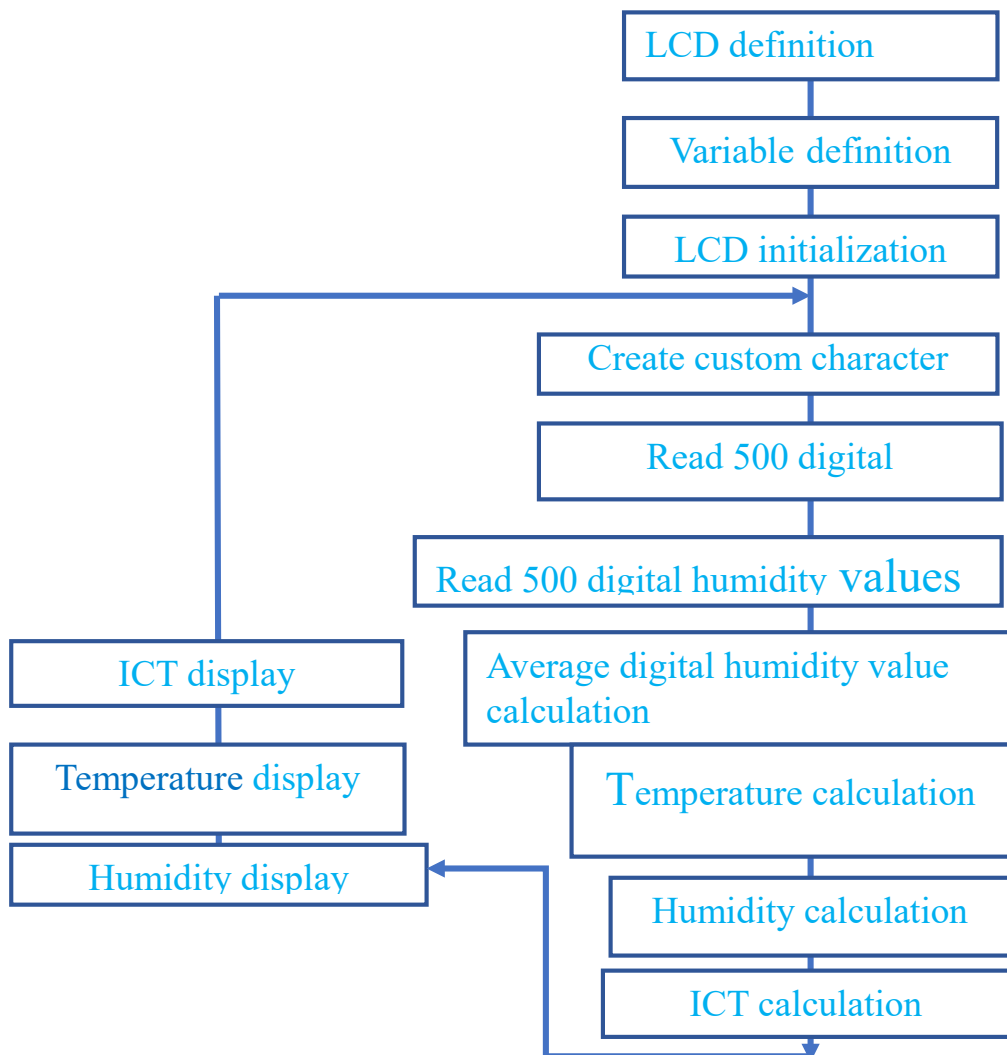 LCD definition
Variable definition
LCD initialization
Create custom character
Read 500 digital
Read 500 digital humidity values
Average digital humidity value
calculation
Temperature calculation
Humidity calculation
ICT calculation
Humidity display
Temperature display
ICT display